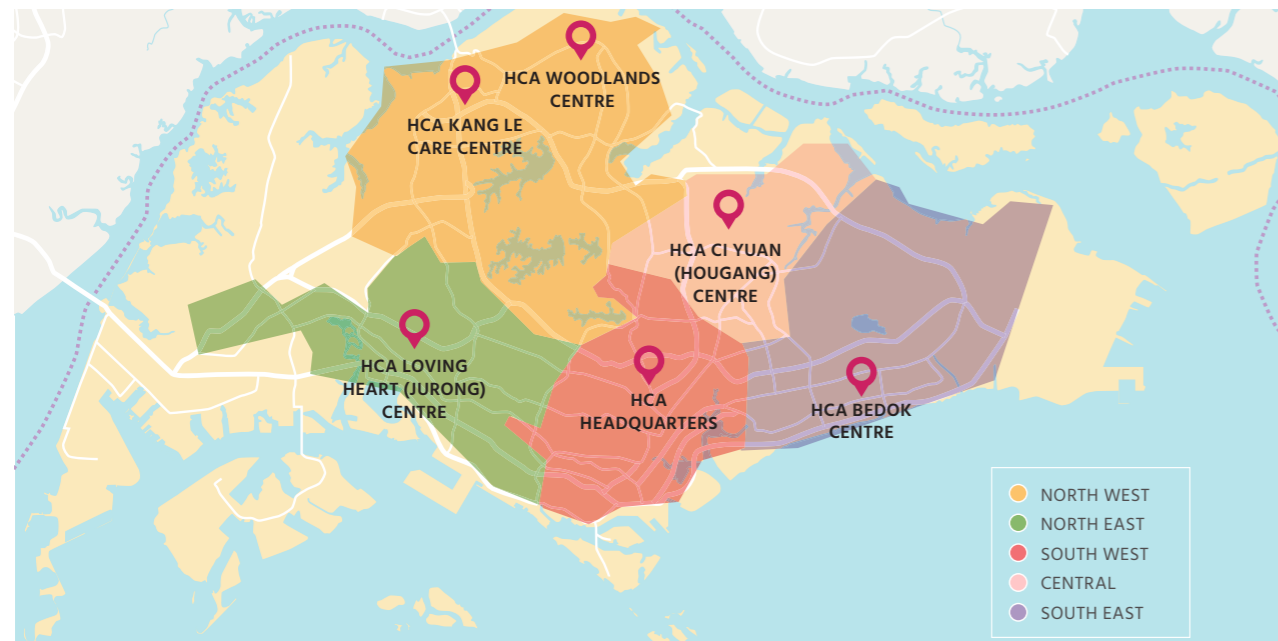 HCA WOODLANDS
CENTRE
HCA KANG LE
CARE CENTRE
HCA CI YUAN
(HOUGANG)
CENTRE
HCA LOVING
HEART (JURONG)
CENTRE
HCA
HEADQUARTERS
HCA BEDOK
CENTRE
NORTH WEST
NORTH EAST
SOUTH WEST
CENTRAL
SOUTH EAST